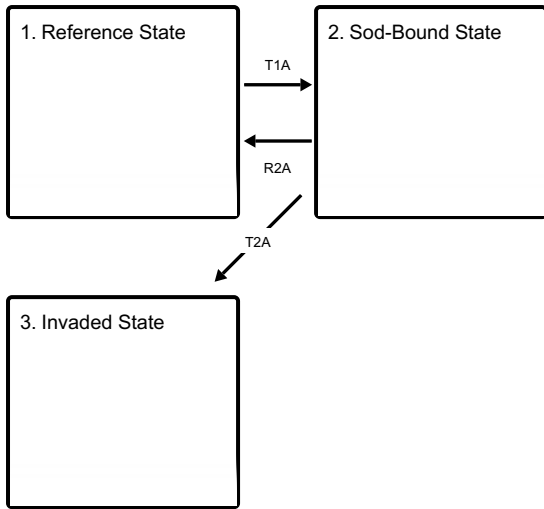 1. Reference State
2. Sod-Bound State
T1A
R2A
T2A
3. Invaded State